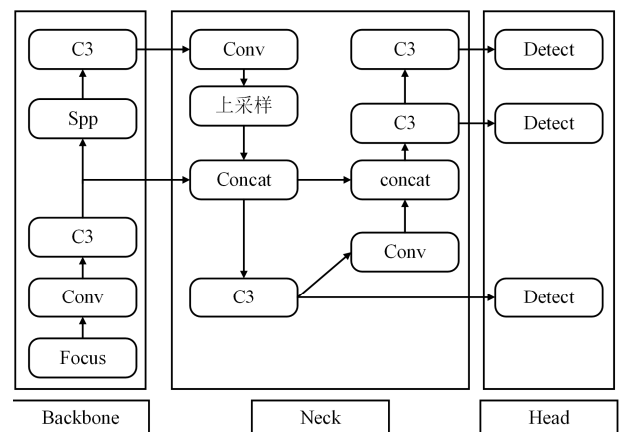 C3
Spp
C3
Conv
Focus
Conv
上采样
Concat
C3
C3
C3
concat
Conv
Detect
Detect
Detect
Backbone
Neck
Head